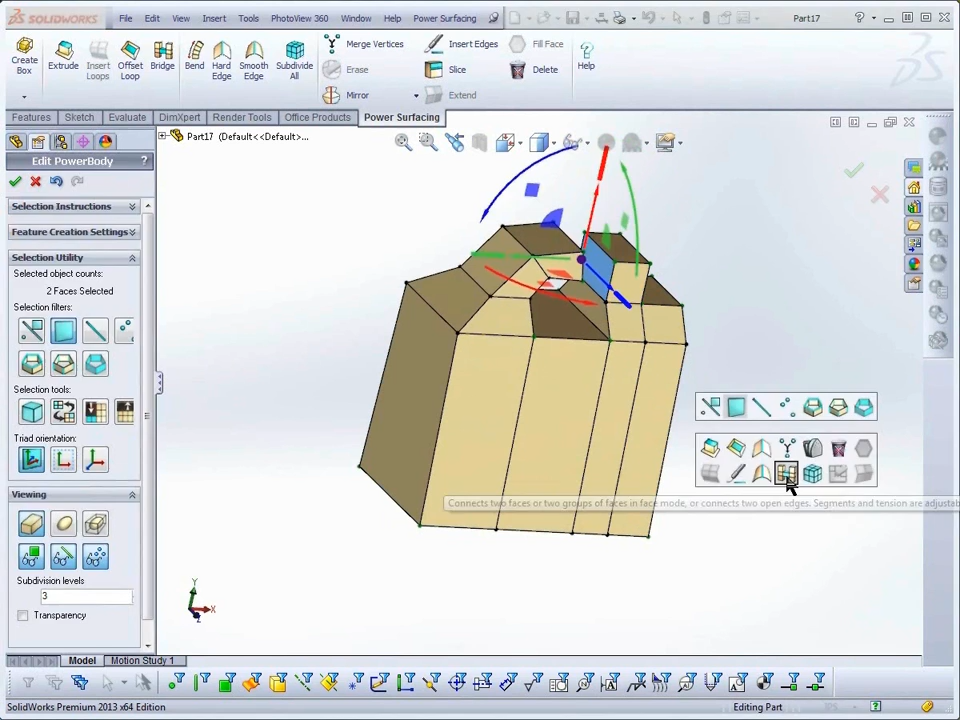 SOLIDWORKS File Edit View Insert Tools PhotoView 360 Window Help Power Surfacing Part17 ?
Create Box Extrude Insert Loops Offset Loop Bridge Bend Hard Edge Smooth Edge Subdivide All Merge Vertices Insert Edges Fill Face Help
Erase Slice Delete
Mirror Extend
Features Sketch Evaluate DimXpert Render Tools Office Products Power Surfacing
Part17 (Default<<Default>...
Edit PowerBody ?
Selection Instructions
Feature Creation Settings
Selection Utility
Selected object counts:
2 Faces Selected
Selection filters:
Selection tools:
Triad orientation:
Connects two faces or two groups of faces in face mode, or connects two open edges. Segments and tension are adjustab
Viewing
Subdivision levels
3
Transparency
Y
X
Z
Model Motion Study 1
SolidWorks Premium 2013 x64 Edition Editing Part